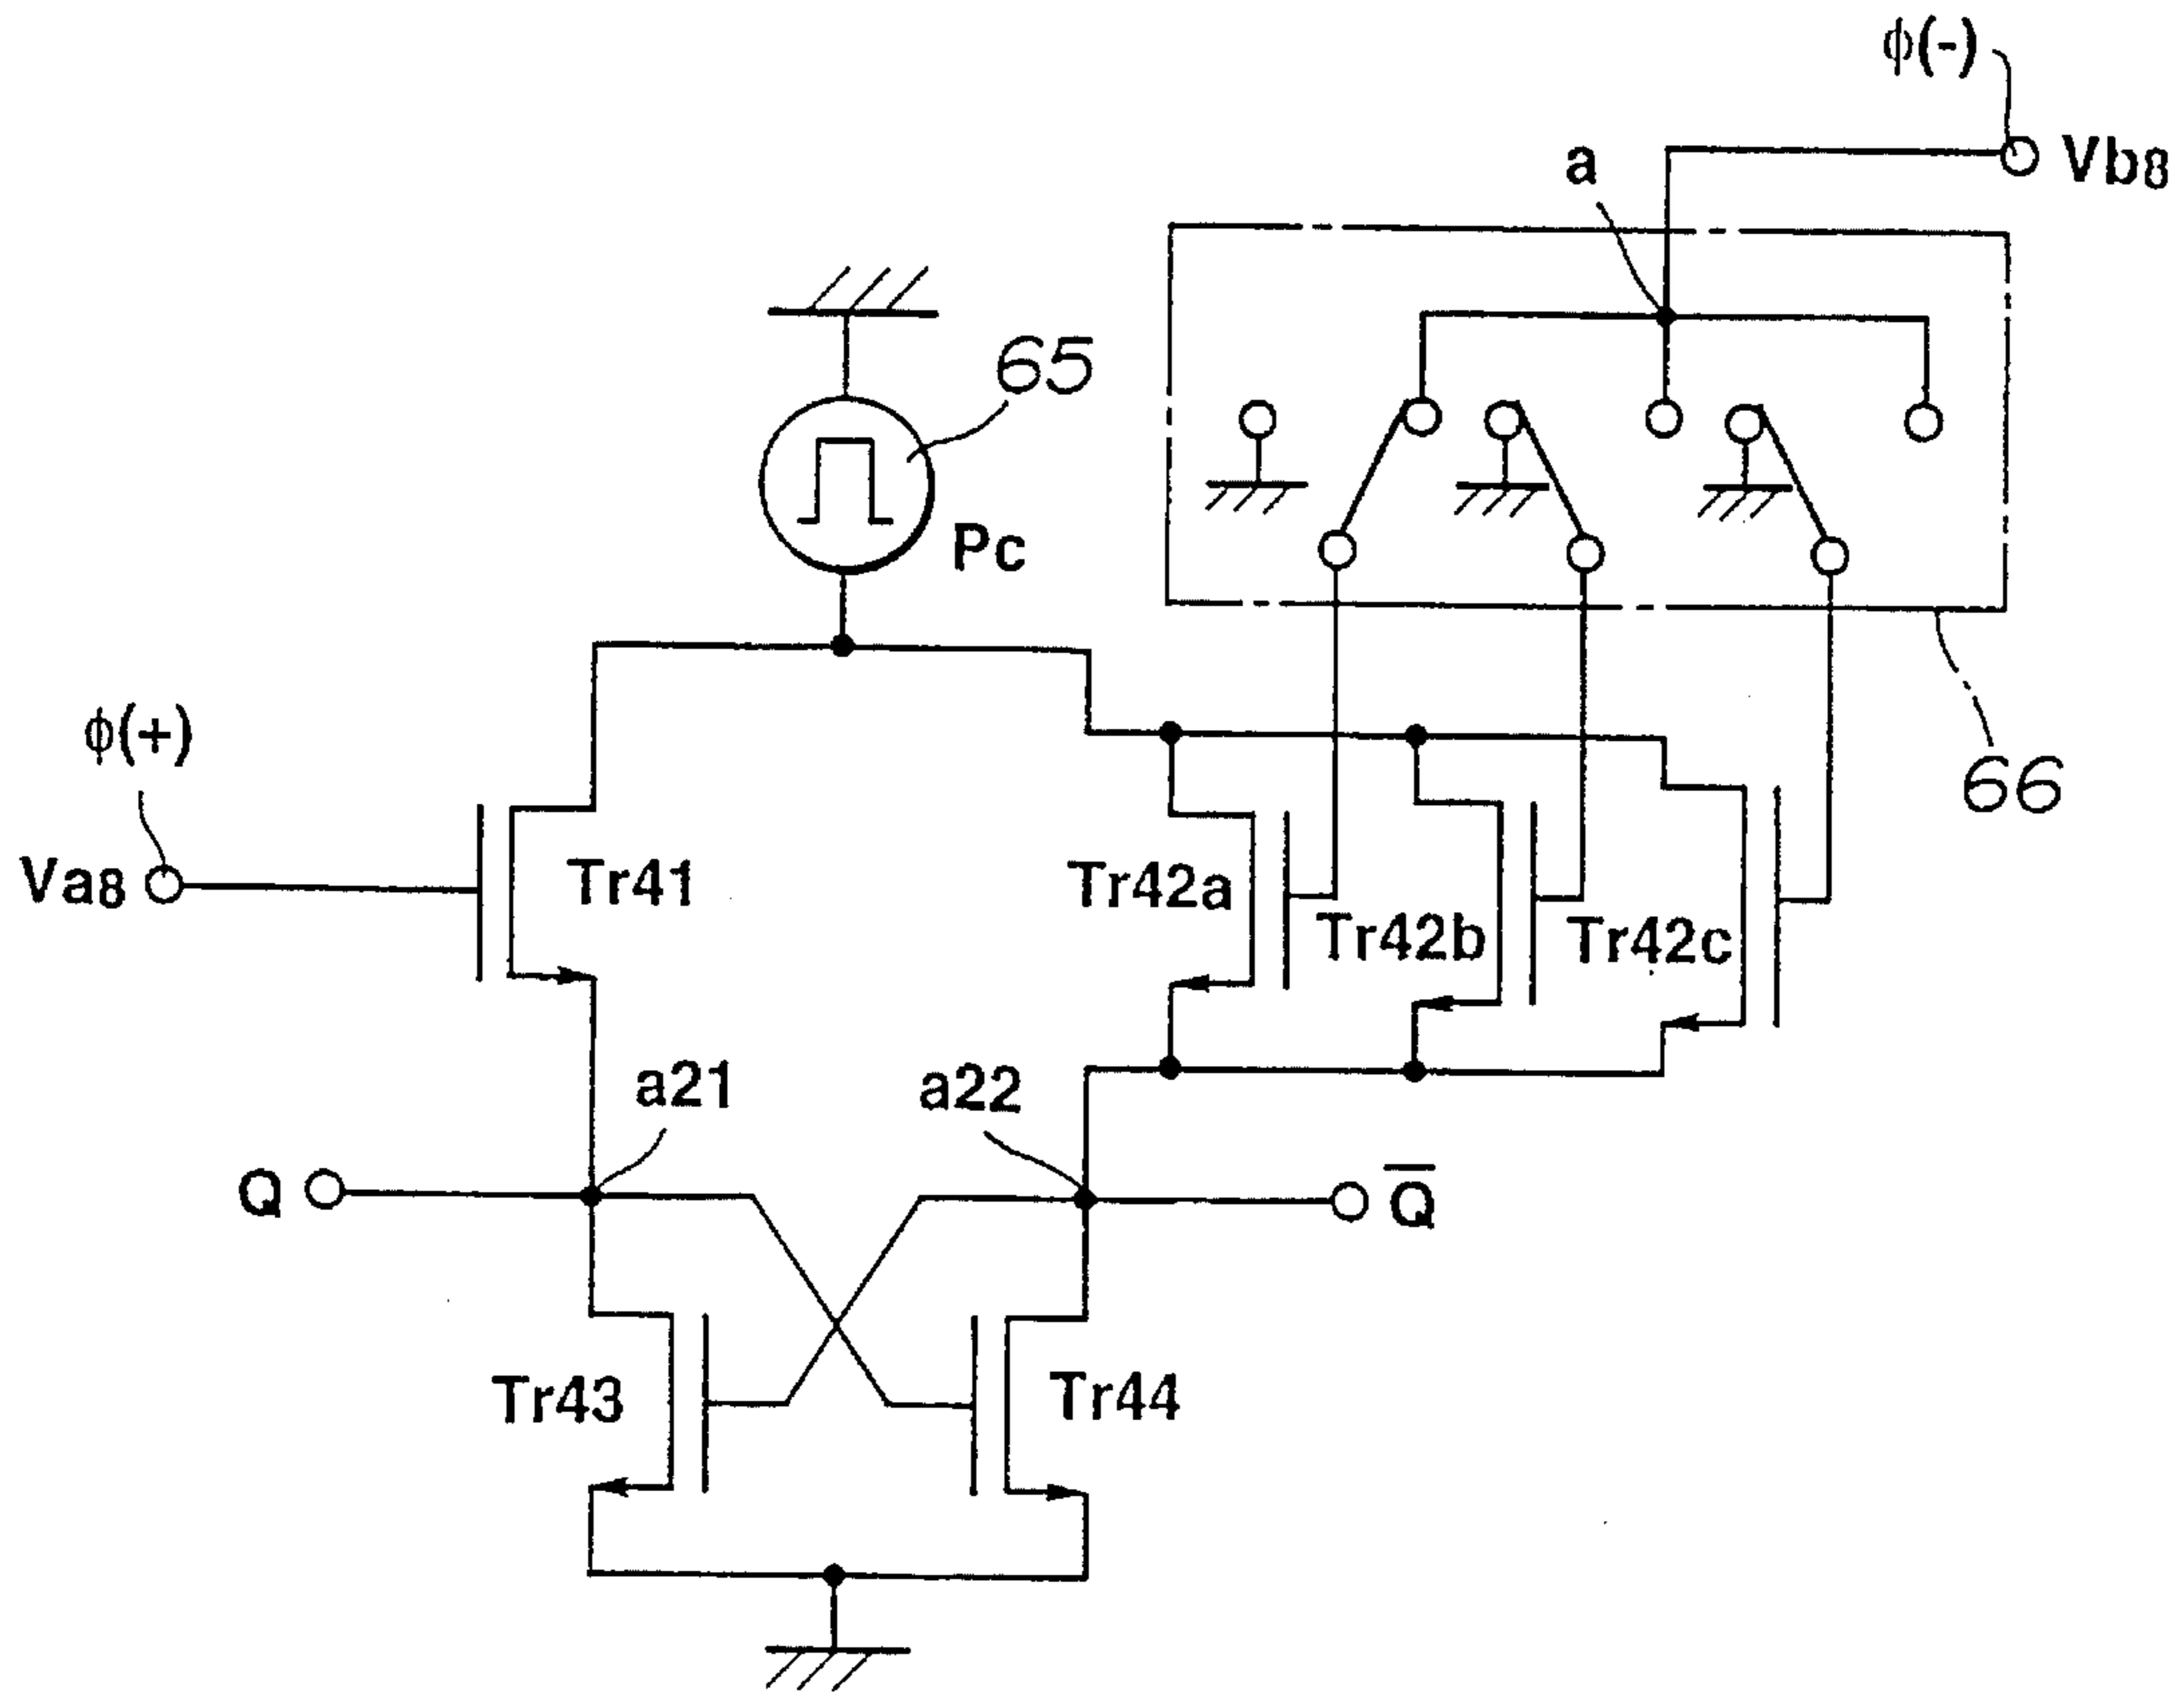 ϕ(-)
a
Vb8
65
Pc
66
ϕ(+)
Va8
Tr41
Tr42a
Tr42b
Tr42c
a21
a22
Q
Q̅
Tr43
Tr44